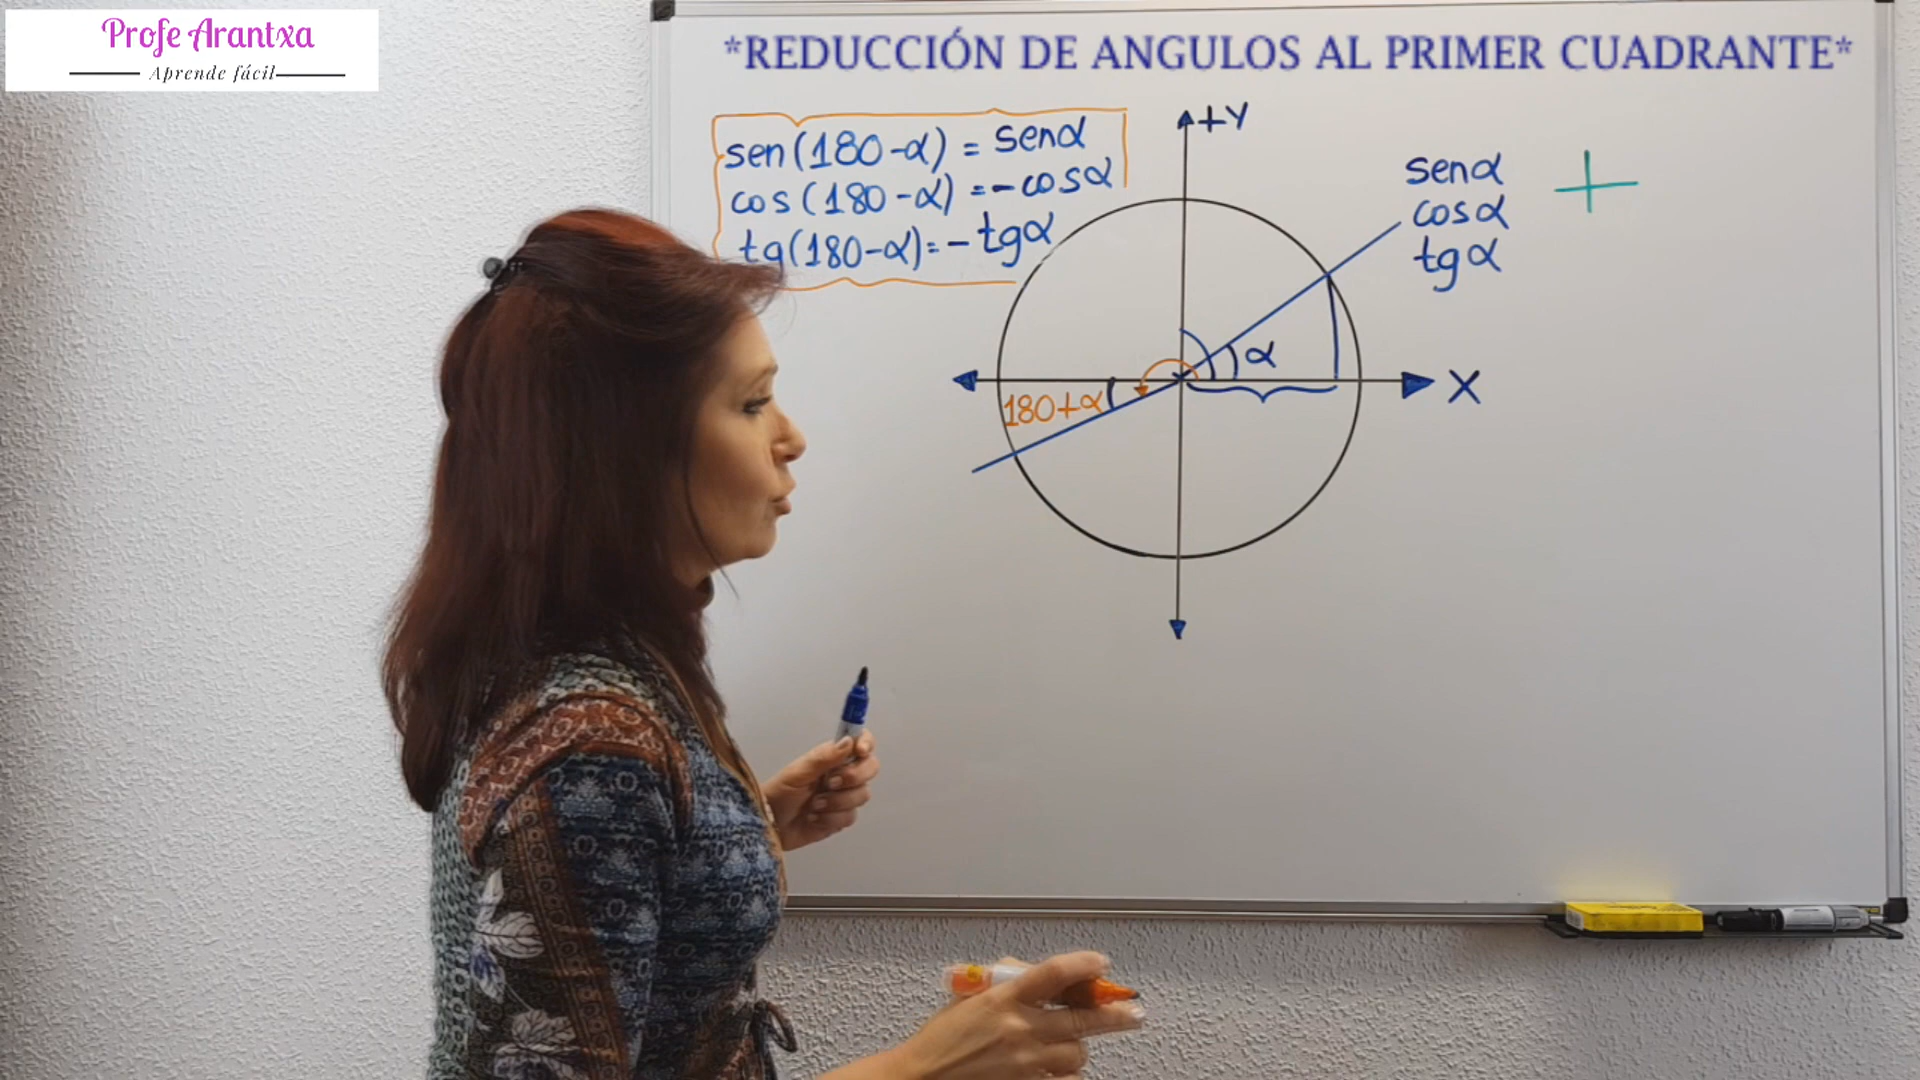 Profe Arantxa
Aprende fácil
*REDUCCIÓN DE ANGULOS AL PRIMER CUADRANTE*
sen(180-α) = senα
cos(180-α) =-cosα
tg(180-α)=-tgα
+Y
senα
cosα
tgα
+
α
X
180+α